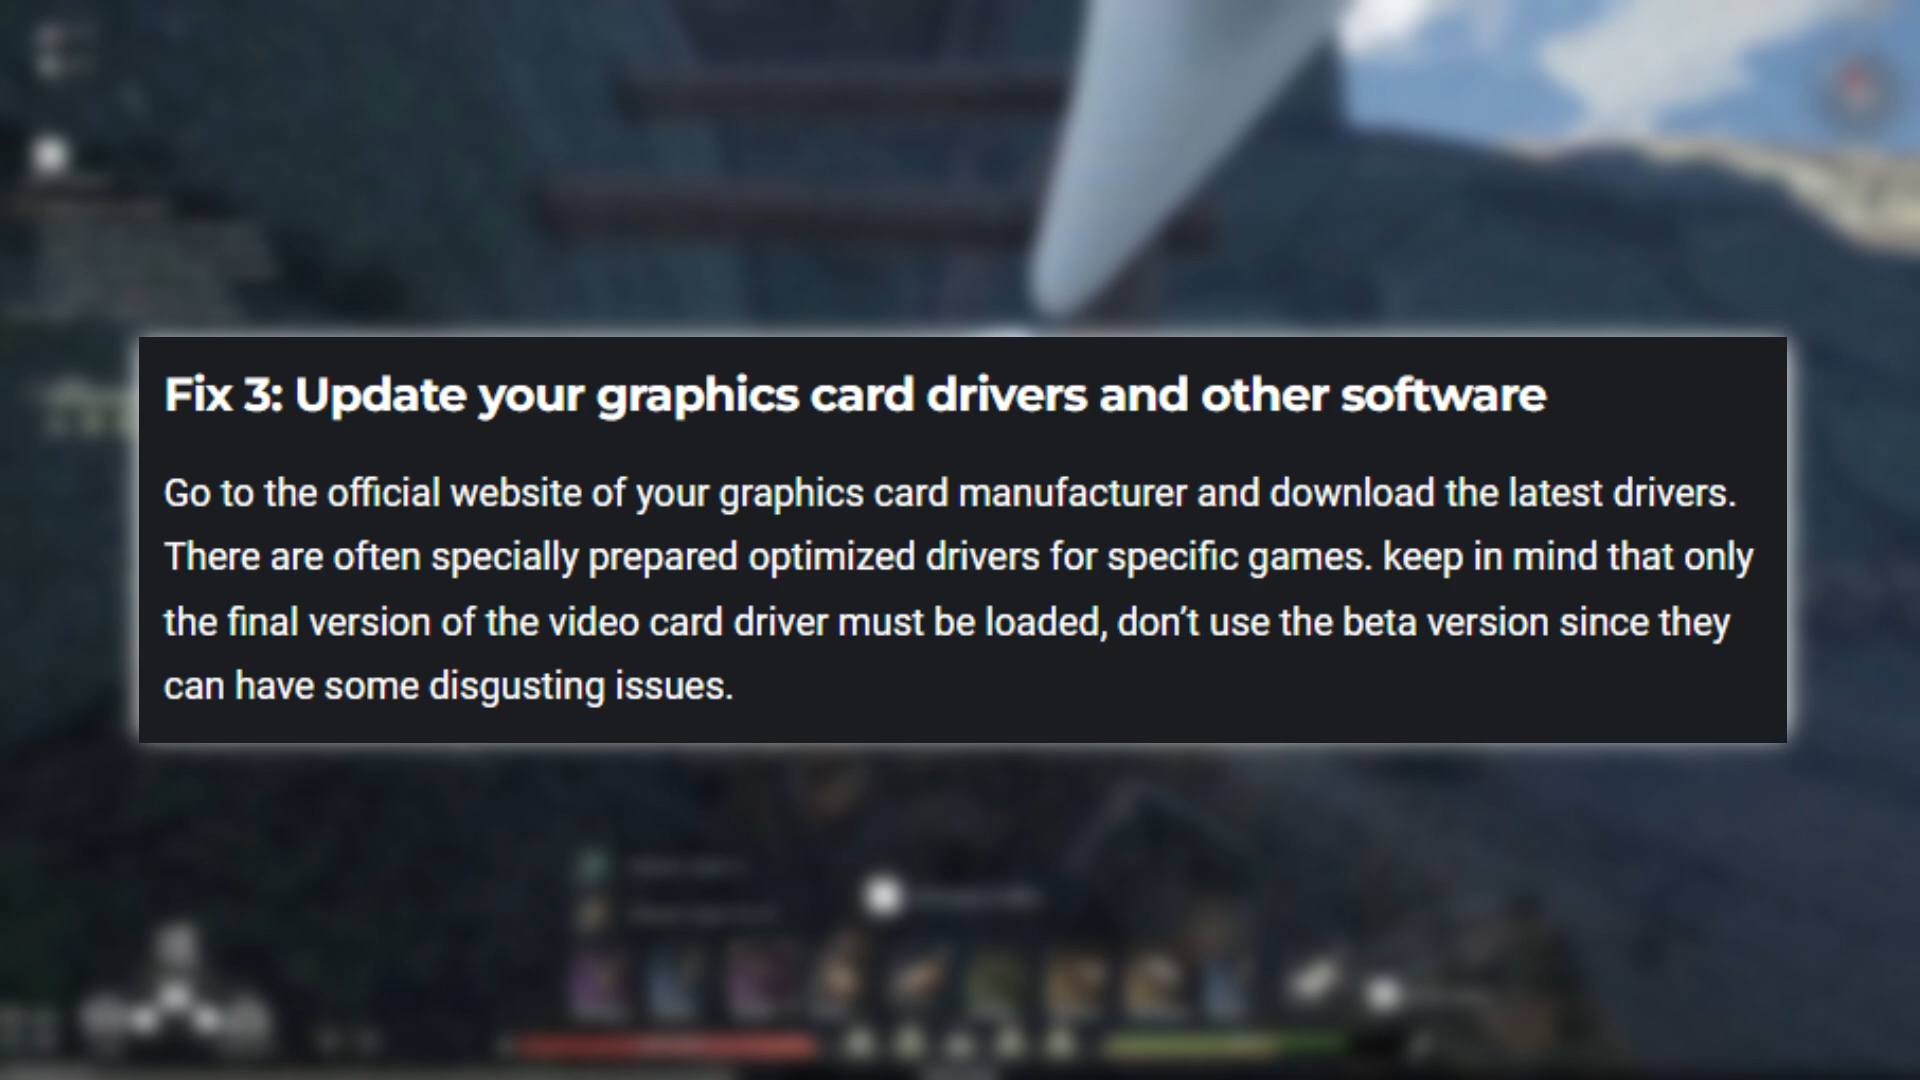 Fix 3: Update your graphics card drivers and other software
Go to the official website of your graphics card manufacturer and download the latest drivers.
There are often specially prepared optimized drivers for specific games. keep in mind that only
the final version of the video card driver must be loaded, don’t use the beta version since they
can have some disgusting issues.